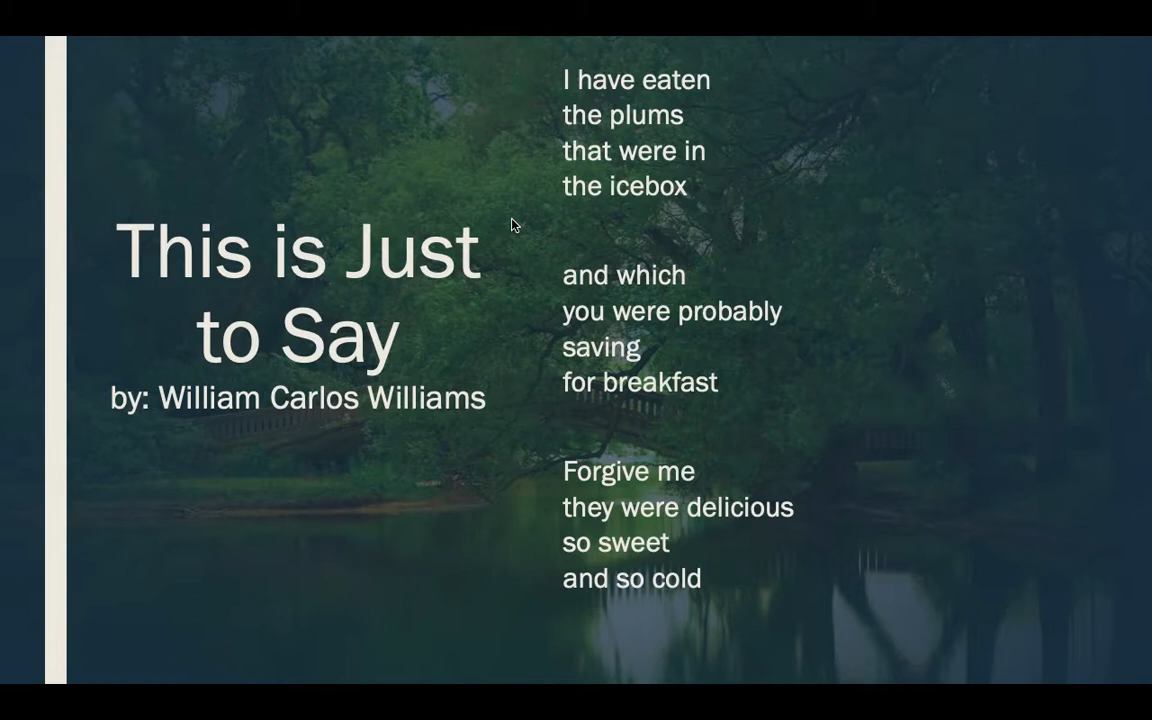 This is Just
to Say
by: William Carlos Williams
I have eaten
the plums
that were in
the icebox
and which
you were probably
saving
for breakfast
Forgive me
they were delicious
so sweet
and so cold